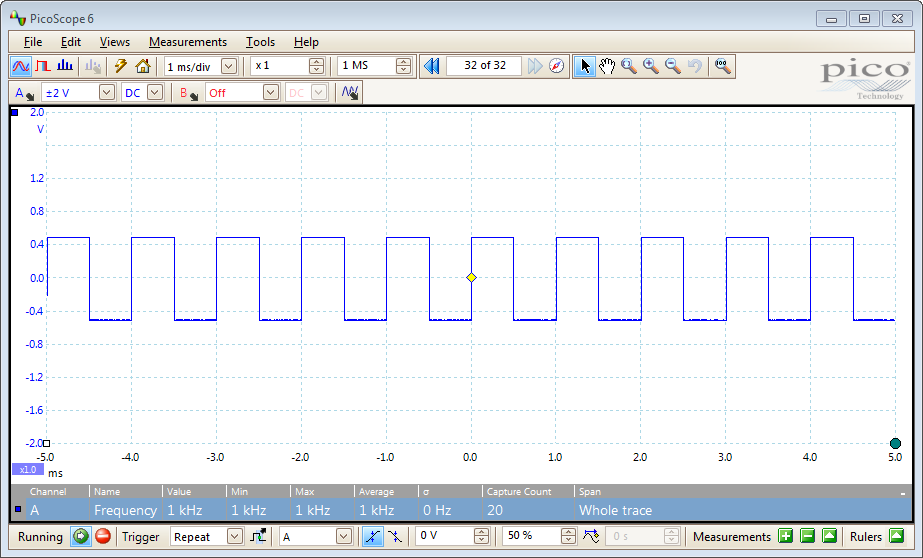 PicoScope 6
File Edit Views Measurements Tools Help
1 ms/div x 1 1 MS 32 of 32 100
pico
Technology
A ±2 V DC B Off DC
2.0
V
1.2
0.8
0.4
0.0
-0.4
-0.8
-1.2
-1.6
-2.0
-5.0 -4.0 -3.0 -2.0 -1.0 0.0 1.0 2.0 3.0 4.0 5.0
x1.0 ms
Channel Name Value Min Max Average σ Capture Count Span
A Frequency 1 kHz 1 kHz 1 kHz 1 kHz 0 Hz 20 Whole trace
Running Trigger Repeat A 0 V 50 % 0 s Measurements Rulers